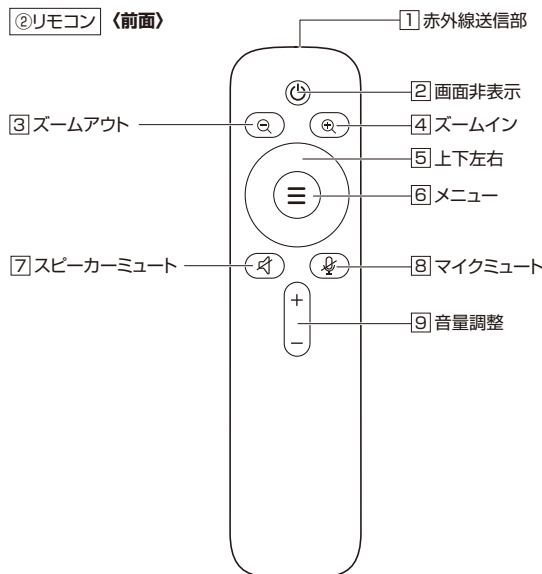 ②リモコン 〈前面〉
1 赤外線送信部
2 画面非表示
3 ズームアウト
4 ズームイン
5 上下左右
6 メニュー
7 スピーカーミュート
8 マイクミュート
+
9 音量調整
−